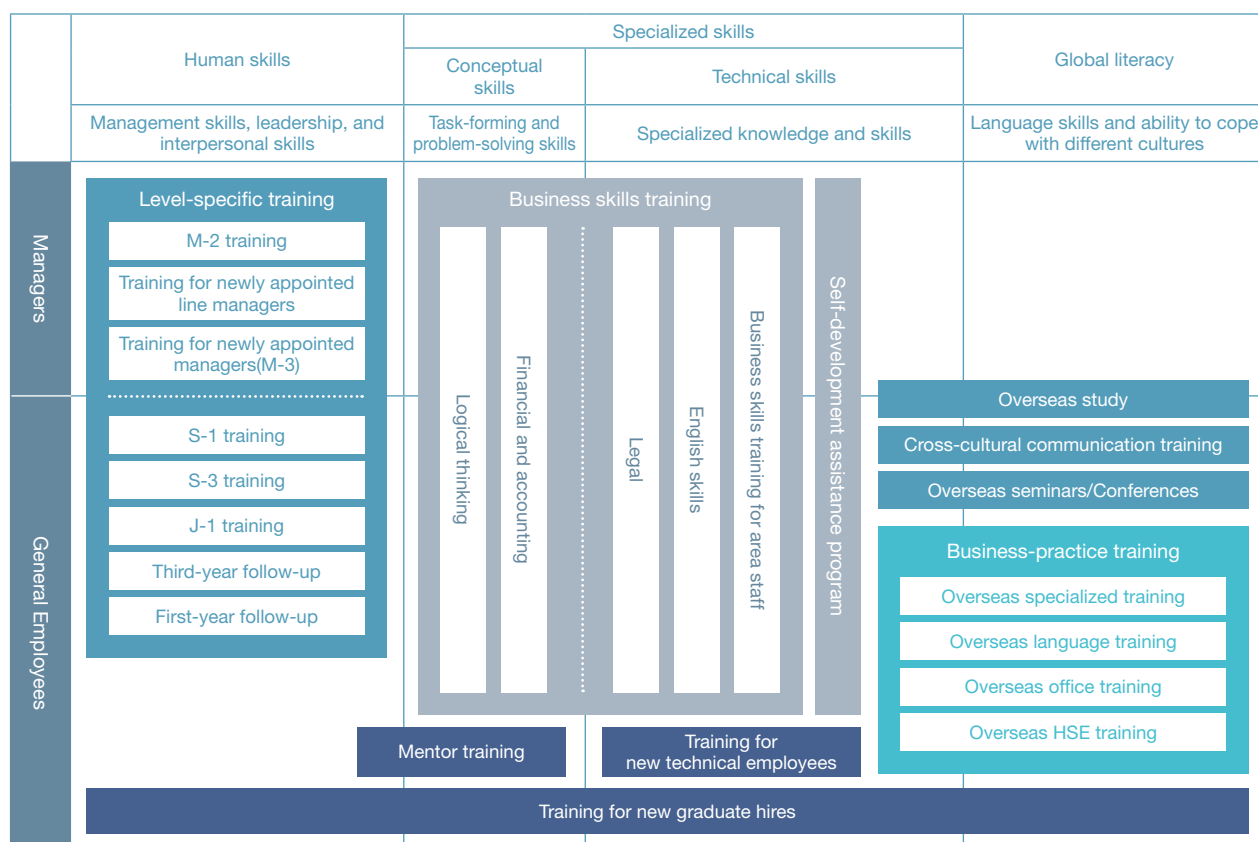 Human skills
Specialized skills
Conceptual
skills
Technical skills
Global literacy
Management skills, leadership, and
interpersonal skills
Task-forming and
problem-solving skills
Specialized knowledge and skills
Language skills and ability to cope
with different cultures
Managers
Level-specific training
M-2 training
Training for newly appointed
line managers
Training for newly appointed
managers(M-3)
General Employees
S-1 training
S-3 training
J-1 training
Third-year follow-up
First-year follow-up
Business skills training
Logical thinking
Financial and accounting
Legal
English skills
Business skills training for area staff
Self-development assistance program
Overseas study
Cross-cultural communication training
Overseas seminars/Conferences
Business-practice training
Overseas specialized training
Overseas language training
Overseas office training
Overseas HSE training
Mentor training
Training for
new technical employees
Training for new graduate hires